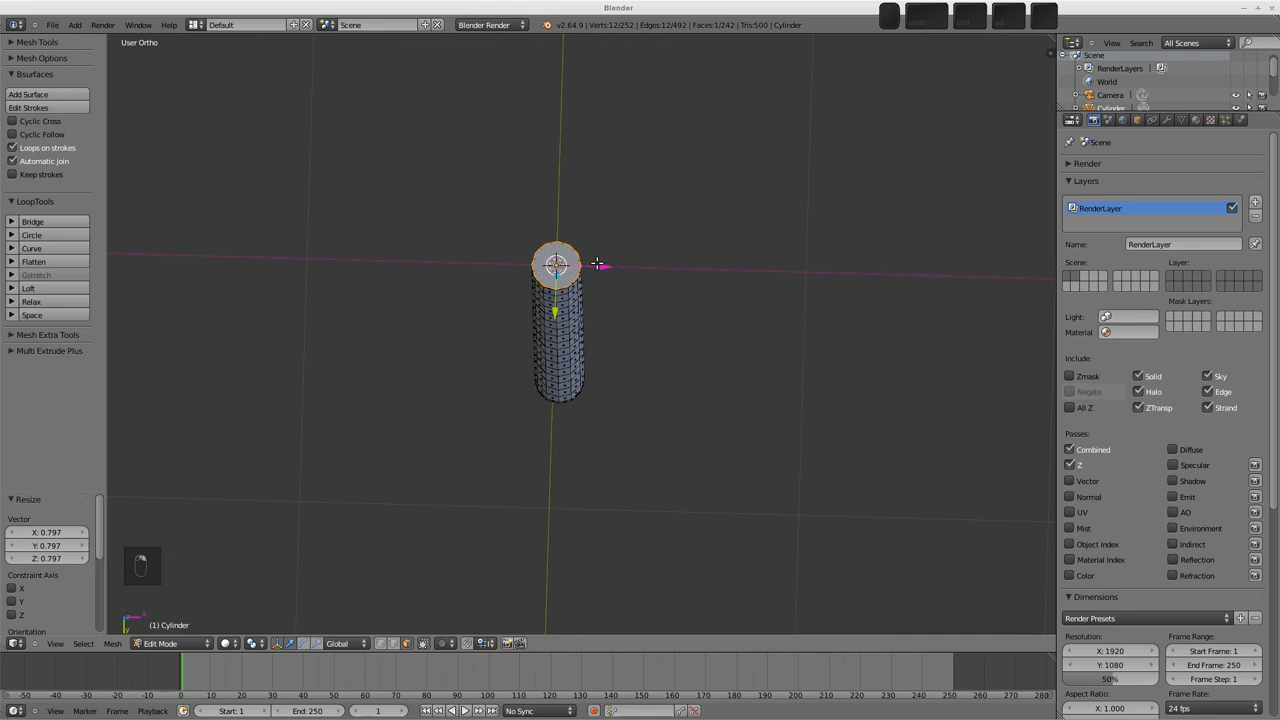 Blender
File Add Render Window Help Default Scene Blender Render v2.64.9 | Verts:12/252 | Edges:12/492 | Faces:1/242 | Tris:500 | Cylinder
shift ctrl alt
Mesh Tools
Mesh Options
Bsurfaces
Add Surface
Edit Strokes
Cyclic Cross
Cyclic Follow
Loops on strokes
Automatic join
Keep strokes
LoopTools
Bridge
Circle
Curve
Flatten
Gstretch
Loft
Relax
Space
Mesh Extra Tools
Multi Extrude Plus
Resize
Vector
X: 0.797
Y: 0.797
Z: 0.797
Constraint Axis
X
Y
Z
Orientation
User Ortho
(1) Cylinder
View Select Mesh Edit Mode Global
-50 -40 -30 -20 -10 0 10 20 30 40 50 60 70 80 90 100 110 120 130 140 150 160 170 180 190 200 210 220 230 240 250 260 270 280
View Marker Frame Playback Start: 1 End: 250 1 No Sync
View Search All Scenes
Scene
RenderLayers
World
Camera
Cylinder
Scene
Render
Layers
RenderLayer
Name: RenderLayer
Scene: Layer:
Mask Layers:
Light:
Material
Include:
Zmask Solid Sky
Negate Halo Edge
All Z ZTransp Strand
Passes:
Combined Diffuse
Z Specular
Vector Shadow
Normal Emit
UV AO
Mist Environment
Object Index Indirect
Material Index Reflection
Color Refraction
Dimensions
Render Presets
Resolution: Frame Range:
X: 1920 Start Frame: 1
Y: 1080 End Frame: 250
50% Frame Step: 1
Aspect Ratio: Frame Rate:
X: 1.000 24 fps